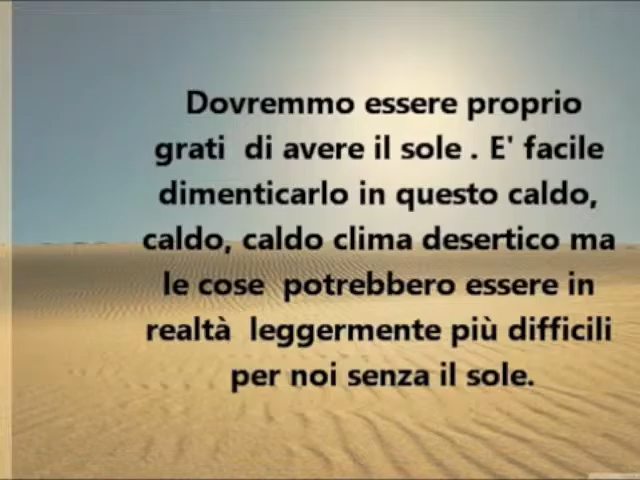 Dovremmo essere proprio
grati di avere il sole . E' facile
dimenticarlo in questo caldo,
caldo, caldo clima desertico ma
le cose potrebbero essere in
realtà leggermente più difficili
per noi senza il sole.